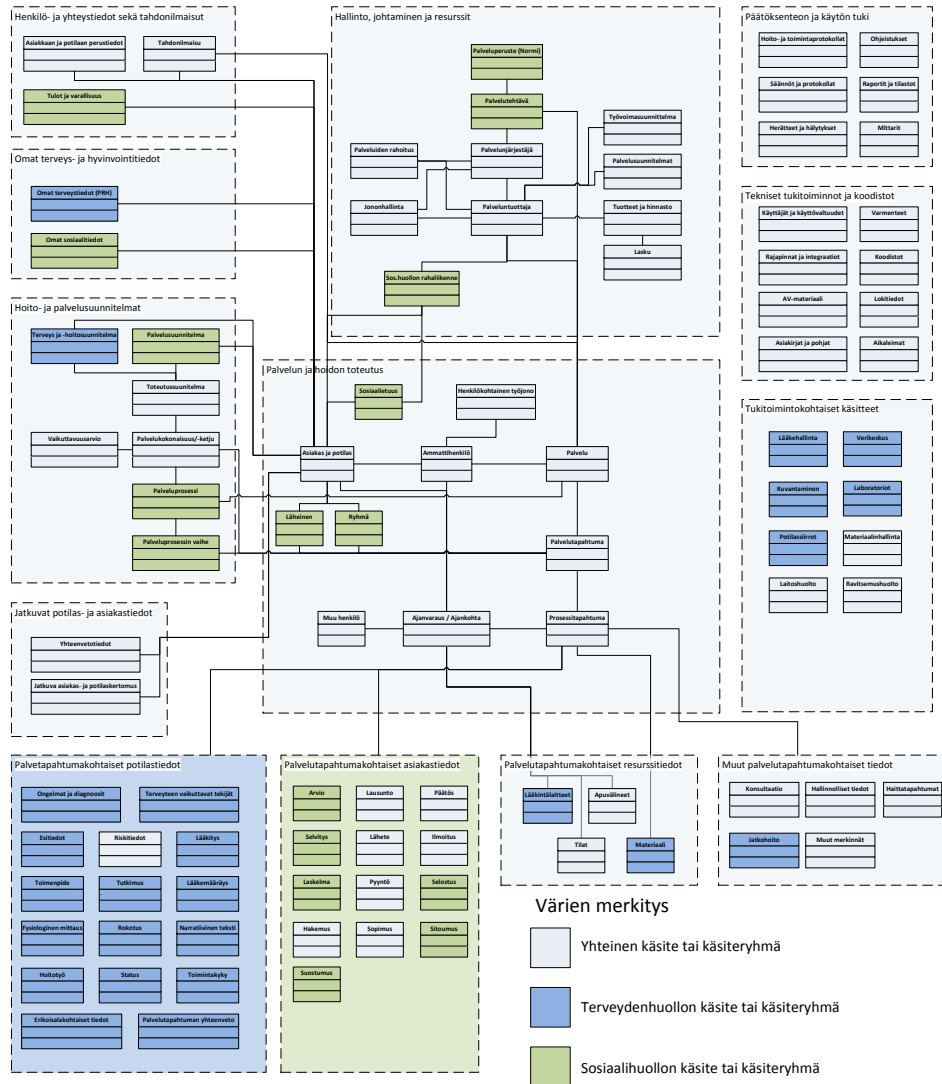 Henkilö- ja yhteystiedot sekä tahdonilmaisut
Asiakkaan ja potilaan perustiedot
Tahdonilmaisu
Tulot ja varallisuus
Omat terveys- ja hyvinvointitiedot
Omat terveystiedot (PRH)
Omat sosiaalitiedot
Hoito- ja palvelusuunnitelmat
Terveys ja -hoitosuunnitelma
Palvelusuunnitelma
Toteutussuunitelma
Vaikuttavuusarvio
Palvelukokonaisuus/-ketju
Palveluprosessi
Palveluprosessin vaihe
Jatkuvat potilas- ja asiakastiedot
Yhteenvetotiedot
Jatkuva asiakas- ja potilaskertomus
Hallinto, johtaminen ja resurssit
Palveluperuste (Normi)
Palvelutehtävä
Työvoimasuunnittelma
Palveluiden rahoitus
Palvelunjärjestäjä
Palvelusuunnitelmat
Jononhallinta
Palveluntuottaja
Tuotteet ja hinnasto
Lasku
Sos.huollon rahaliikenne
Palvelun ja hoidon toteutus
Sosiaalietuus
Henkilökohtainen työjono
Asiakas ja potilas
Ammattihenkilö
Palvelu
Läheinen
Ryhmä
Palvelutapahtuma
Muu henkilö
Ajanvaraus / Ajankohta
Prosessitapahtuma
Päätöksenteon ja käytön tuki
Hoito- ja toimintaprotokollat
Ohjeistukset
Säännöt ja protokollat
Raportit ja tilastot
Herätteet ja hälytykset
Mittarit
Tekniset tukitoiminnot ja koodistot
Käyttäjät ja käyttövaltuudet
Varmenteet
Rajapinnat ja integraatiot
Koodistot
AV-materiaali
Lokitiedot
Asiakirjat ja pohjat
Aikaleimat
Tukitoimintokohtaiset käsitteet
Lääkehallinta
Verikeskus
Kuvantaminen
Laboratoriot
Potilassiirrot
Materiaalinhallinta
Laitoshuolto
Ravitsemushuolto
Palvetapahtumakohtaiset potilastiedot
Ongelmat ja diagnoosit
Terveyteen vaikuttavat tekijät
Esitiedot
Riskitiedot
Lääkitys
Toimenpide
Tutkimus
Lääkemääräys
Fysiologinen mittaus
Rokotus
Narratiivinen teksti
Hoitotyö
Status
Toimintakyky
Erikoisalakohtaiset tiedot
Palvelutapahtuman yhteenveto
Palvelutapahtumakohtaiset asiakastiedot
Arvio
Lausunto
Päätös
Selvitys
Lähete
Ilmoitus
Laskelma
Pyyntö
Selostus
Hakemus
Sopimus
Sitoumus
Suostumus
Palvelutapahtumakohtaiset resurssitiedot
Lääkintälaitteet
Apuvälineet
Tilat
Materiaali
Muut palvelutapahtumakohtaiset tiedot
Konsultaatio
Hallinnolliset tiedot
Haittatapahtumat
Jatkohoito
Muut merkinnät
Värien merkitys
Yhteinen käsite tai käsiteryhmä
Terveydenhuollon käsite tai käsiteryhmä
Sosiaalihuollon käsite tai käsiteryhmä